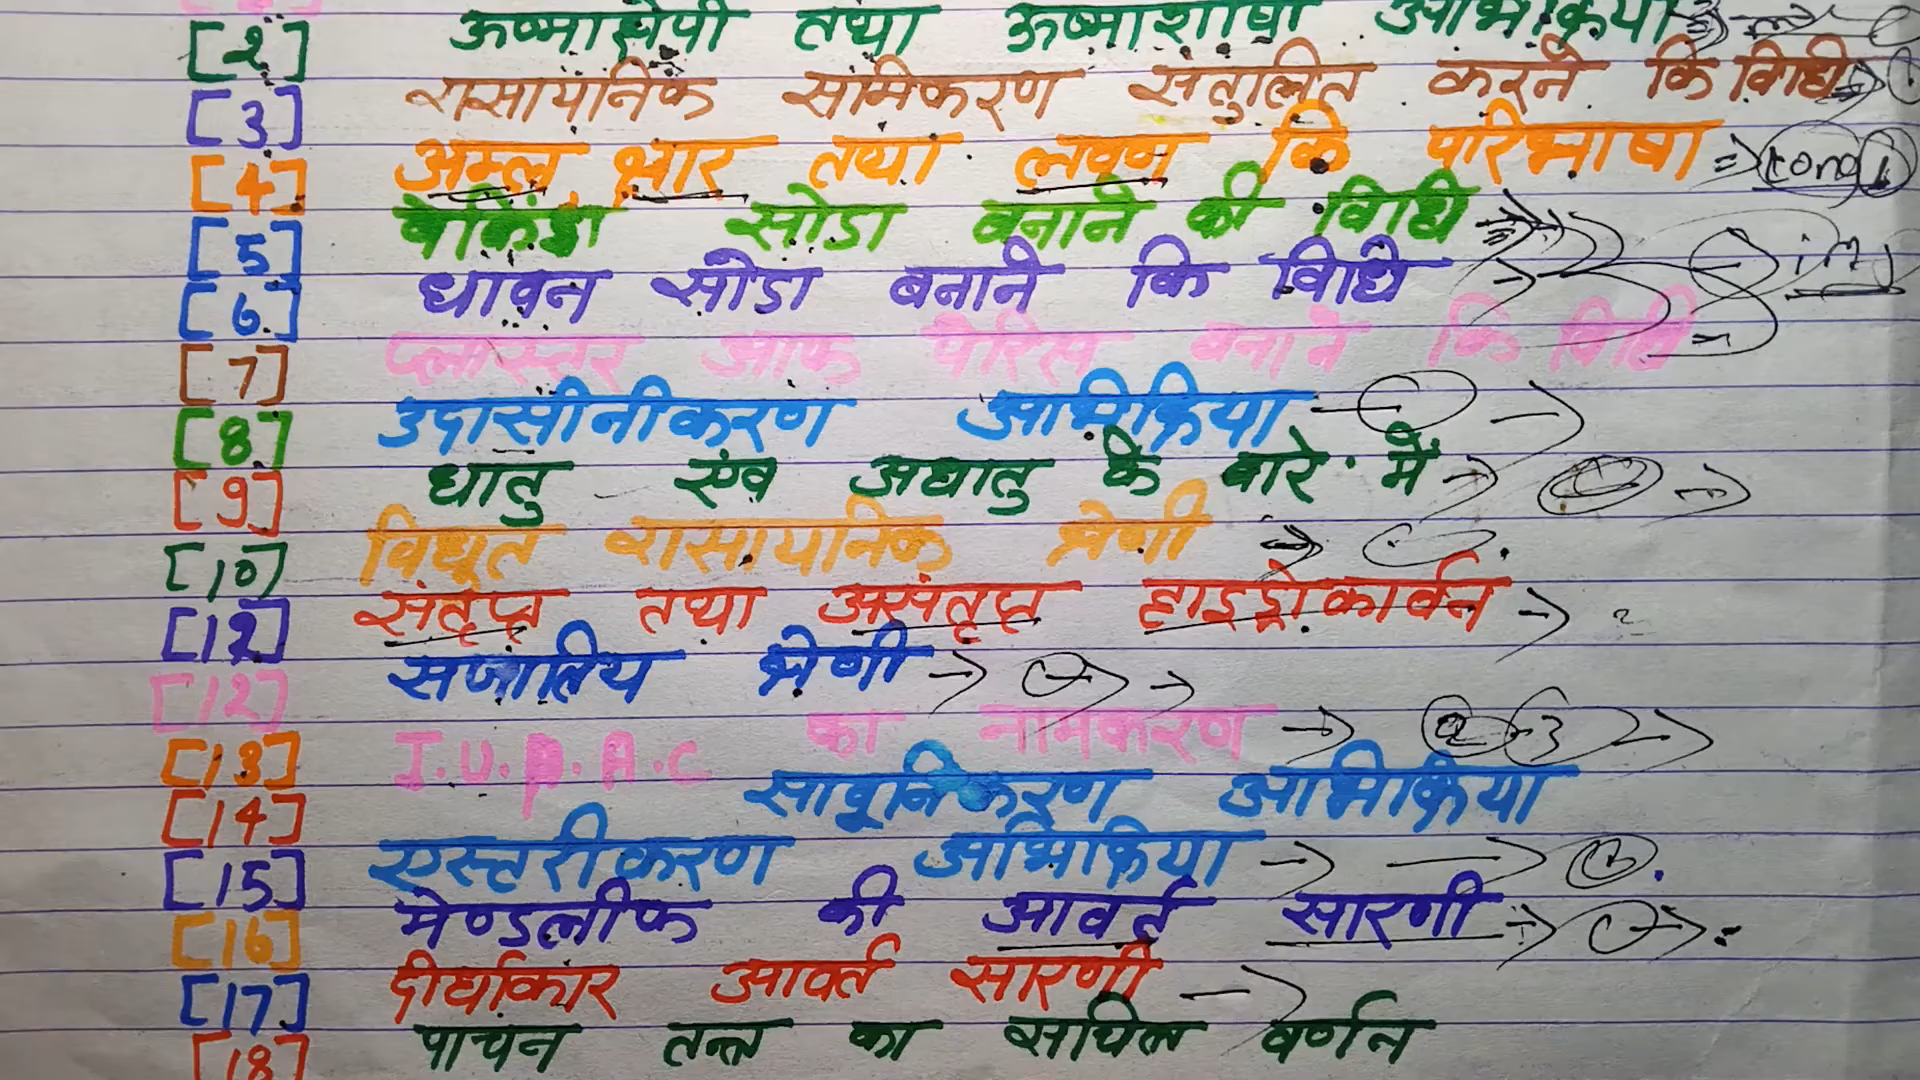 [2] ऊष्माक्षेपी तथा ऊष्माशोषी अभिक्रिया
[3] रासायनिक समिकरण संतुलित करने कि विधि
[4] अम्ल, क्षार तथा लवण कि परिभाषा
[5] बेकिंग सोडा बनाने की विधि
[6] धावन सोडा बनाने कि विधि
[7] प्लास्टर आफ पेरिस बनाने कि विधि
[8] उदासीनीकरण अभिक्रिया
[9] धातु एंव अधातु के बारे में
[10] विधूत रासायनिक श्रेणी
[12] संतृप्त तथा असंतृप्त हाइड्रोकार्बन
[12] सजातिय श्रेणी
[13] I.U.P.A.C का नामकरण
[14] साबूनिकरण अभिक्रिया
[15] एस्टरीकरण अभिक्रिया
[16] मेण्डलीफ की आवर्त सारणी
[17] दीर्घाकार आवर्त सारणी
[18] पाचन तन्त्र का सचित्र वर्णन